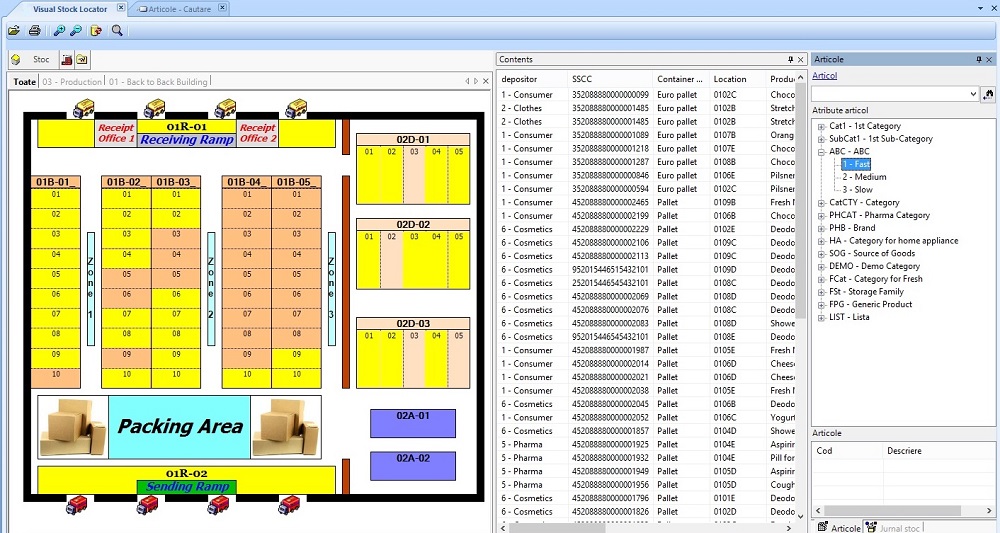 Visual Stock Locator
Articole - Cautare
Stoc
Toate 03 - Production 01 - Back to Back Building
01R-01
Receipt Office 1
Receiving Ramp
Receipt Office 2
01B-01_ 01B-02_ 01B-03_ 01B-04_ 01B-05_
01 01 01 01 01
02 02 02 02 02
03 03 03 03 03
04 04 04 04 04
05 05 05 05 05
06 06 06 06 06
07 07 07 07 07
08 08 08 08 08
09 09 09 09 09
10 10 10 10 10
Zone 1
Zone 2
Zone 3
02D-01
01 02 03 04 05
02D-02
01 02 03 04 05
02D-03
01 02 03 04 05
Packing Area
02A-01
02A-02
01R-02
Sending Ramp
Contents
depositor SSCC Container ... Location Produ
1 - Consumer 352088880000000099 Euro pallet 0102C Choco
2 - Clothes 352088880000001485 Euro pallet 0102B Stretch
2 - Clothes 352088880000001485 Euro pallet 0102B Stretch
1 - Consumer 352088880000001089 Euro pallet 0107B Orang
1 - Consumer 352088880000001218 Euro pallet 0107E Choco
1 - Consumer 352088880000001287 Euro pallet 0108B Choco
1 - Consumer 352088880000000846 Euro pallet 0106E Pilsner
1 - Consumer 352088880000000594 Euro pallet 0102C Pilsner
1 - Consumer 452088880000002465 Pallet 0109B Fresh M
1 - Consumer 452088880000002199 Pallet 0106B Choco
6 - Cosmetics 452088880000002229 Pallet 0102E Deodo
6 - Cosmetics 452088880000002106 Pallet 0109C Deodo
6 - Cosmetics 452088880000002113 Pallet 0109C Deodo
6 - Cosmetics 952015446515432101 Pallet 0109D Deodo
6 - Cosmetics 252015446545432101 Pallet 0108C Deodo
6 - Cosmetics 452088880000002069 Pallet 0108D Deodo
6 - Cosmetics 452088880000002076 Pallet 0108C Deodo
6 - Cosmetics 452088880000002083 Pallet 0108D Showe
6 - Cosmetics 952015446515432101 Pallet 0108E Deodo
1 - Consumer 452088880000001987 Pallet 0105E Fresh M
1 - Consumer 452088880000002014 Pallet 0106D Chees
1 - Consumer 452088880000002021 Pallet 0106D Chees
1 - Consumer 452088880000002038 Pallet 0105E Fresh M
6 - Cosmetics 452088880000002045 Pallet 0106B Deodo
1 - Consumer 452088880000002052 Pallet 0106C Yogurt
6 - Cosmetics 452088880000001857 Pallet 0104D Showe
5 - Pharma 452088880000001925 Pallet 0104E Aspirin
5 - Pharma 452088880000001932 Pallet 0104E Pill for
5 - Pharma 452088880000001949 Pallet 0105D Aspirin
5 - Pharma 452088880000001956 Pallet 0105D Cough
6 - Cosmetics 452088880000001796 Pallet 0101E Deodo
6 - Cosmetics 452088880000001826 Pallet 0102D Deodo
Articole
Articol
Atribute articol
Cat1 - 1st Category
SubCat1 - 1st Sub-Category
ABC - ABC
1 - Fast
2 - Medium
3 - Slow
CatCTY - Category
PHCAT - Pharma Category
PHB - Brand
HA - Category for home appliance
SOG - Source of Goods
DEMO - Demo Category
FCat - Category for Fresh
FSt - Storage Family
FPG - Generic Product
LIST - Lista
Articole
Cod Descriere
Articole Jurnal stoc